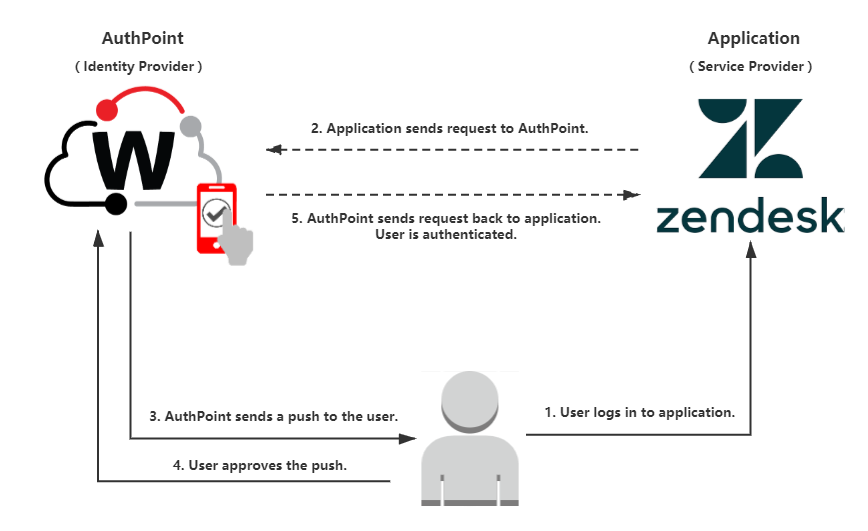 AuthPoint
( Identity Provider )
Application
( Service Provider )
W
zendesk
2. Application sends request to AuthPoint.
5. AuthPoint sends request back to application.
User is authenticated.
1. User logs in to application.
3. AuthPoint sends a push to the user.
4. User approves the push.